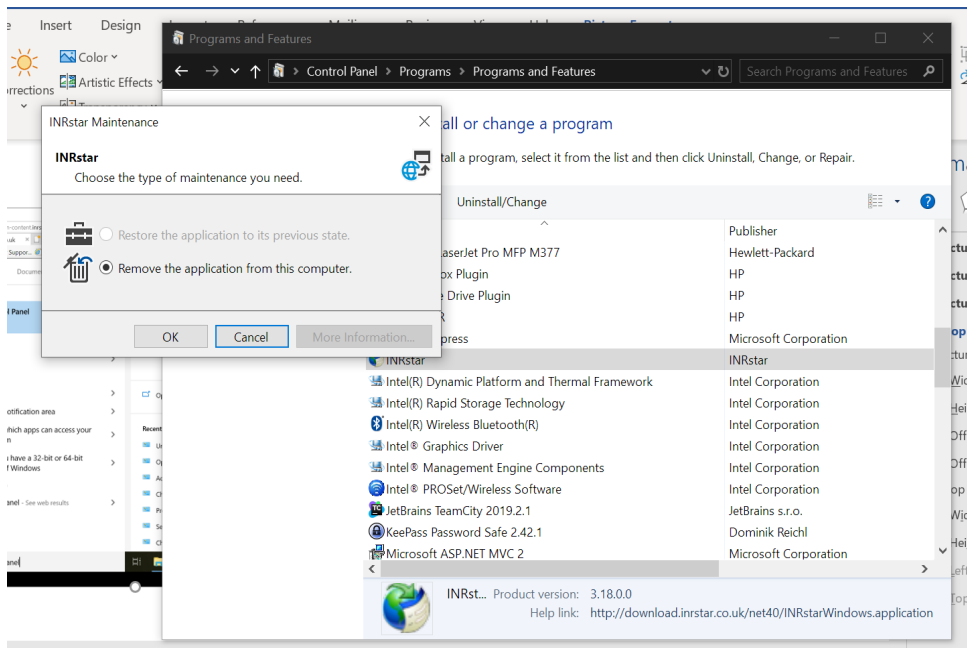 Insert Design
Programs and Features
Color
Artistic Effects
Control Panel > Programs > Programs and Features
Search Programs and Features
INRstar Maintenance
INRstar
Choose the type of maintenance you need.
Restore the application to its previous state.
Remove the application from this computer.
OK Cancel More Information...
all or change a program
tall a program, select it from the list and then click Uninstall, Change, or Repair.
Uninstall/Change
Publisher
aserJet Pro MFP M377 Hewlett-Packard
ox Plugin HP
e Drive Plugin HP
R HP
press Microsoft Corporation
INRstar INRstar
Intel(R) Dynamic Platform and Thermal Framework Intel Corporation
Intel(R) Rapid Storage Technology Intel Corporation
Intel(R) Wireless Bluetooth(R) Intel Corporation
Intel® Graphics Driver Intel Corporation
Intel® Management Engine Components Intel Corporation
Intel® PROSet/Wireless Software Intel Corporation
JetBrains TeamCity 2019.2.1 JetBrains s.r.o.
KeePass Password Safe 2.42.1 Dominik Reichl
Microsoft ASP.NET MVC 2 Microsoft Corporation
INRst... Product version: 3.18.0.0
Help link: http://download.inrstar.co.uk/net40/INRstarWindows.application
Suppor..
Docume
l Panel
otification area
hich apps can access your
u have a 32-bit or 64-bit
f Windows
anel - See web results
Recent